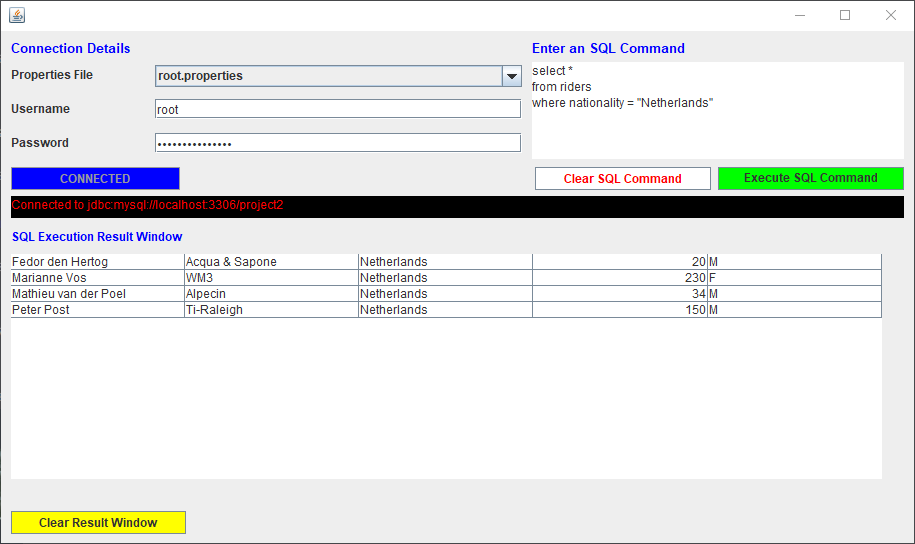 Connection Details
Properties File root.properties
Username root
Password •••••••••••••••
CONNECTED
Enter an SQL Command
select *
from riders
where nationality = "Netherlands"
Clear SQL Command Execute SQL Command
Connected to jdbc:mysql://localhost:3306/project2
SQL Execution Result Window
Fedor den Hertog Acqua & Sapone Netherlands 20 M
Marianne Vos WM3 Netherlands 230 F
Mathieu van der Poel Alpecin Netherlands 34 M
Peter Post Ti-Raleigh Netherlands 150 M
Clear Result Window